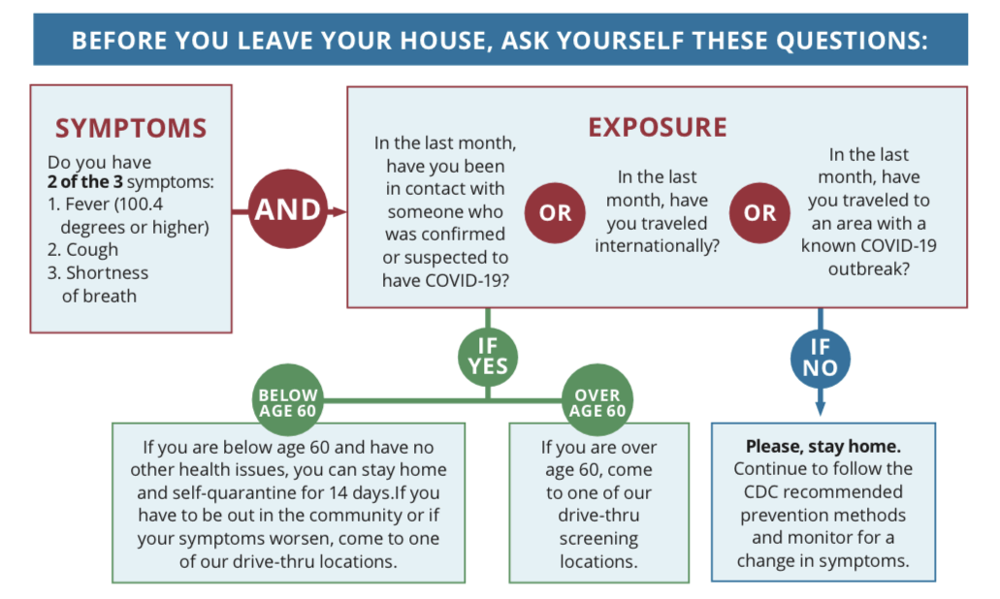 BEFORE YOU LEAVE YOUR HOUSE, ASK YOURSELF THESE QUESTIONS:
SYMPTOMS
Do you have
2 of the 3 symptoms:
1. Fever (100.4
degrees or higher)
2. Cough
3. Shortness
of breath
AND
EXPOSURE
In the last month,
have you been
in contact with
someone who
was confirmed
or suspected to
have COVID-19?
OR
In the last
month, have
you traveled
internationally?
OR
In the last
month, have
you traveled to
an area with a
known COVID-19
outbreak?
IF
YES
BELOW
AGE 60
If you are below age 60 and have no
other health issues, you can stay home
and self-quarantine for 14 days.If you
have to be out in the community or if
your symptoms worsen, come to one
of our drive-thru locations.
OVER
AGE 60
If you are over
age 60, come
to one of our
drive-thru
screening
locations.
IF
NO
Please, stay home.
Continue to follow the
CDC recommended
prevention methods
and monitor for a
change in symptoms.